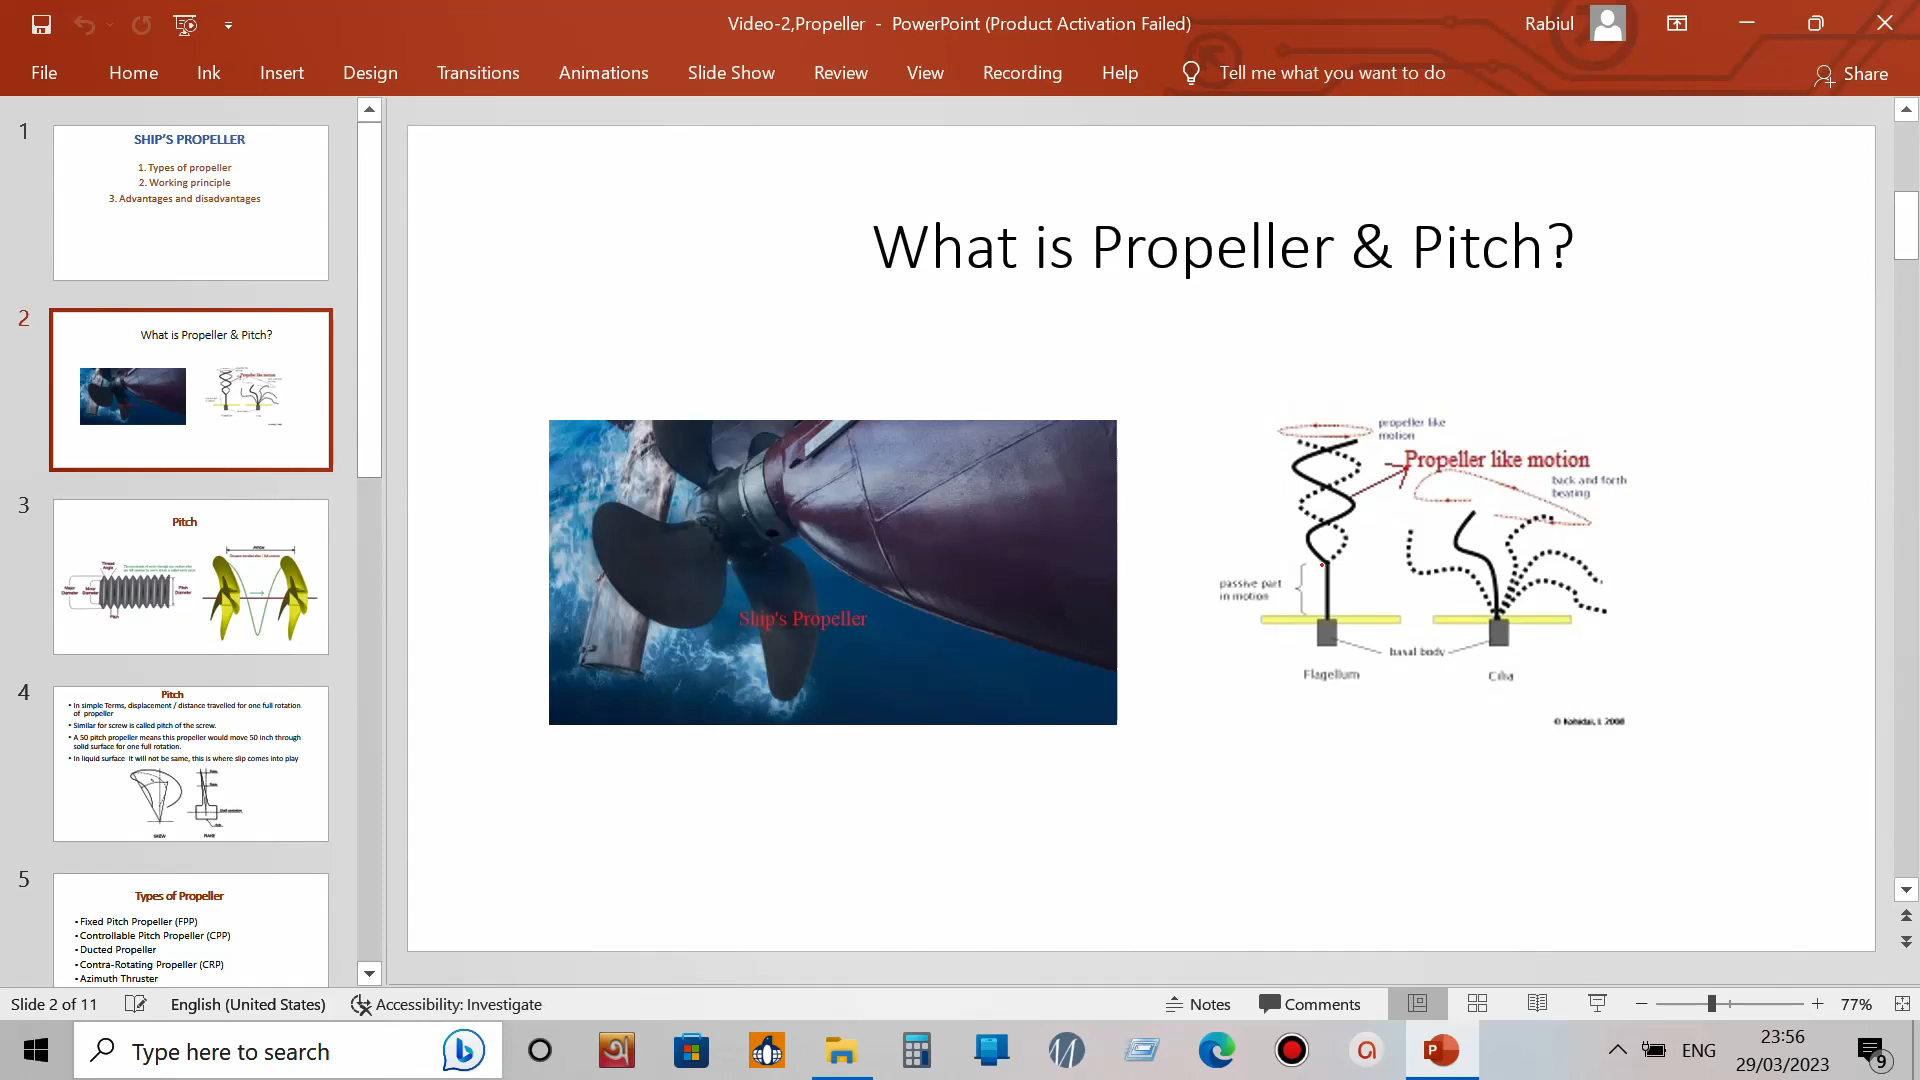 Video-2,Propeller - PowerPoint (Product Activation Failed)
Rabiul
File Home Ink Insert Design Transitions Animations Slide Show Review View Recording Help Tell me what you want to do Share
1
SHIP'S PROPELLER
1. Types of propeller
2. Working principle
3. Advantages and disadvantages
2
What is Propeller & Pitch?
3
Pitch
4
Pitch
• In simple Terms, displacement / distance travelled for one full rotation
of propeller
• Similar for screw is called pitch of the screw.
• A 50 pitch propeller means this propeller would move 50 inch through
solid surface for one full rotation.
• In liquid surface it will not be same, this is where slip comes into play
5
Types of Propeller
• Fixed Pitch Propeller (FPP)
• Controllable Pitch Propeller (CPP)
• Ducted Propeller
• Contra-Rotating Propeller (CRP)
• Azimuth Thruster
What is Propeller & Pitch?
Ship's Propeller
propeller like
motion
Propeller like motion
back and forth
beating
passive part
in motion
basal body
Flagellum
Cilia
© Kohidai, L 2008
Slide 2 of 11
English (United States)
Accessibility: Investigate
Notes
Comments
77%
Type here to search
ENG
23:56
29/03/2023
9